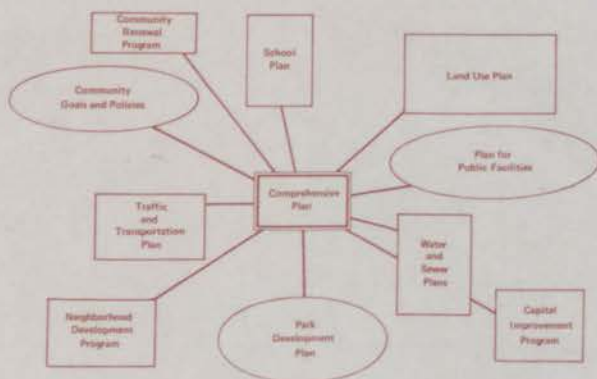 Community
Renewal
Program
School
Plan
Land Use Plan
Community
Goals and Policies
Plan for
Public Facilities
Comprehensive
Plan
Traffic
and
Transportation
Plan
Water
and
Sewer
Plans
Neighborhood
Development
Program
Park
Development
Plan
Capital
Improvement
Program